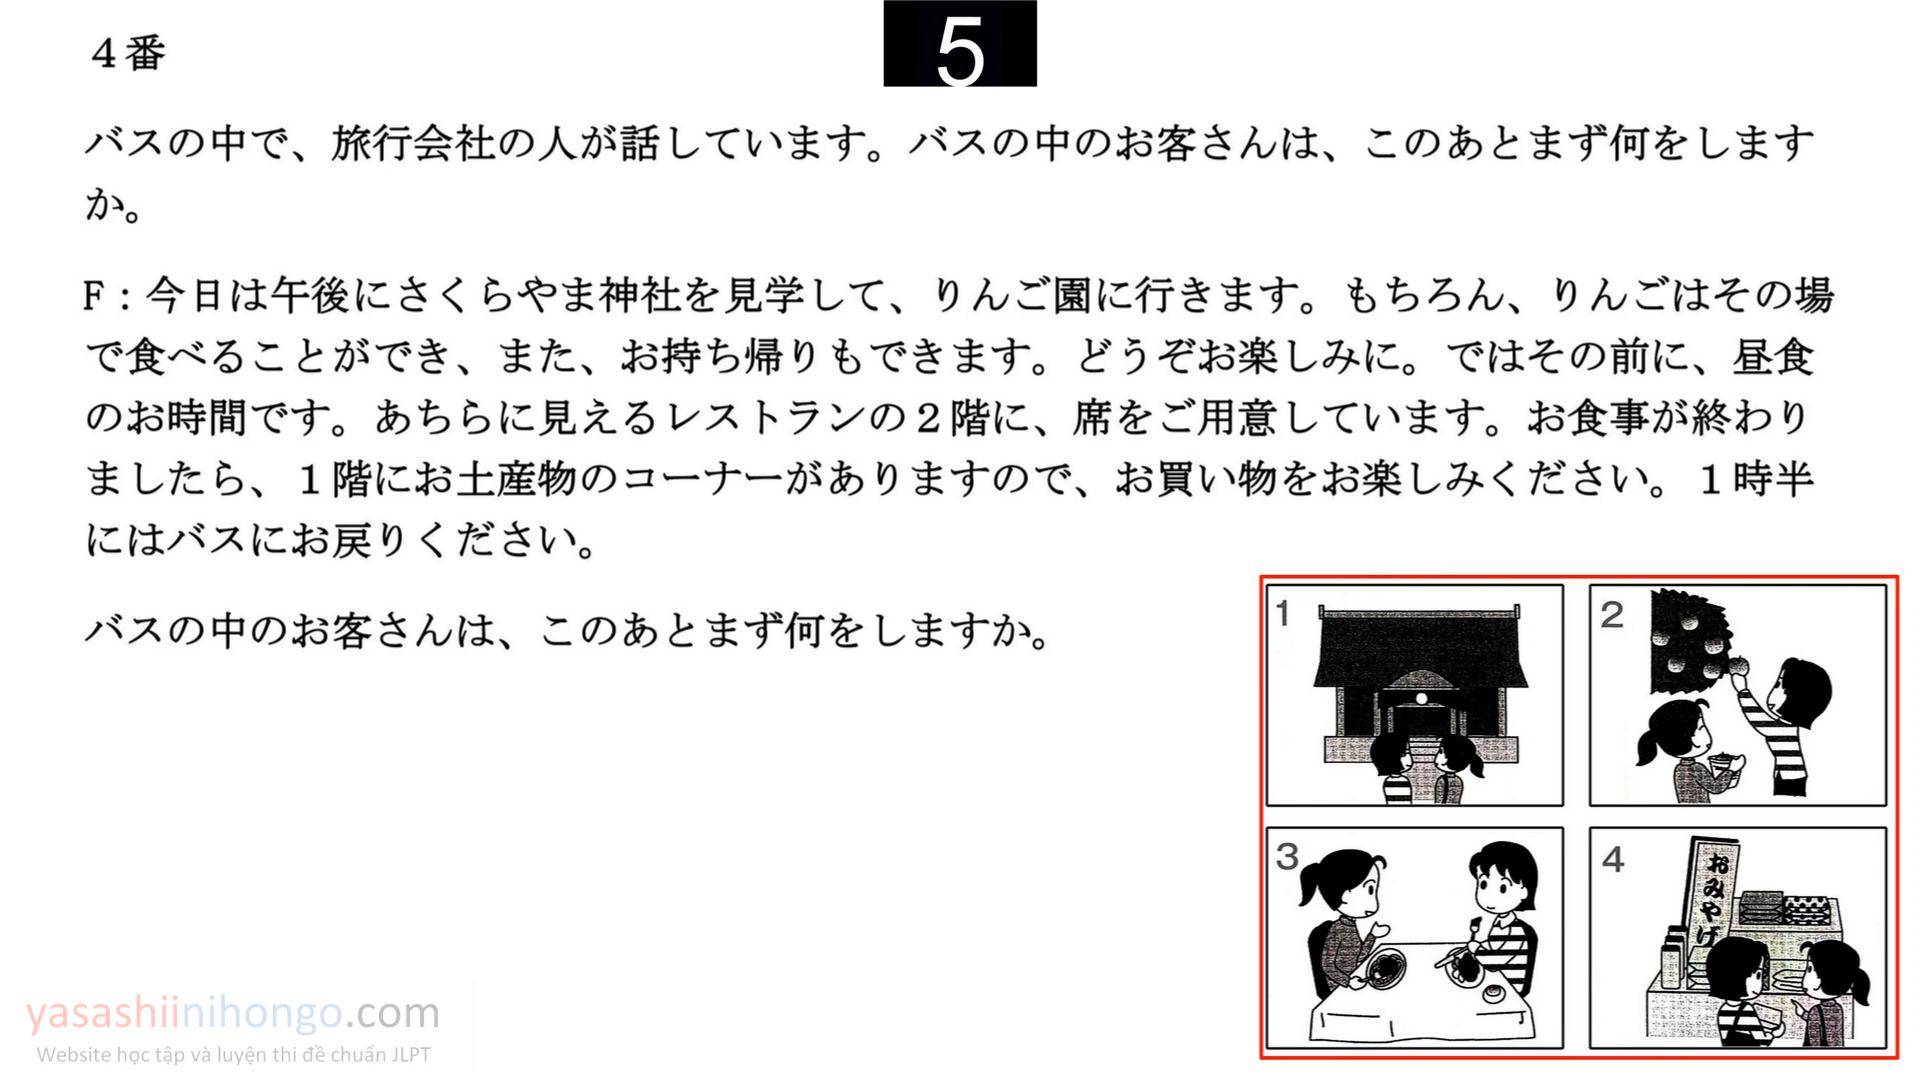 5
４番
バスの中で、旅行会社の人が話しています。バスの中のお客さんは、このあとまず何をします
か。
F：今日は午後にさくらやま神社を見学して、りんご園に行きます。もちろん、りんごはその場
で食べることができ、また、お持ち帰りもできます。どうぞお楽しみに。ではその前に、昼食
のお時間です。あちらに見えるレストランの２階に、席をご用意しています。お食事が終わり
ましたら、１階にお土産物のコーナーがありますので、お買い物をお楽しみください。１時半
にはバスにお戻りください。
バスの中のお客さんは、このあとまず何をしますか。
1
2
3
4
おみやげ
yasashiinihongo.com
Website học tập và luyện thi đề chuẩn JLPT